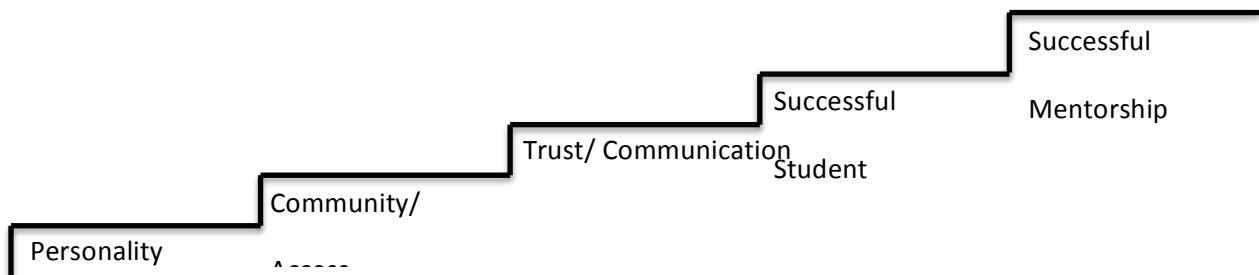 Successful
Mentorship
Successful
Student
Trust/ Communication
Community/
Personality